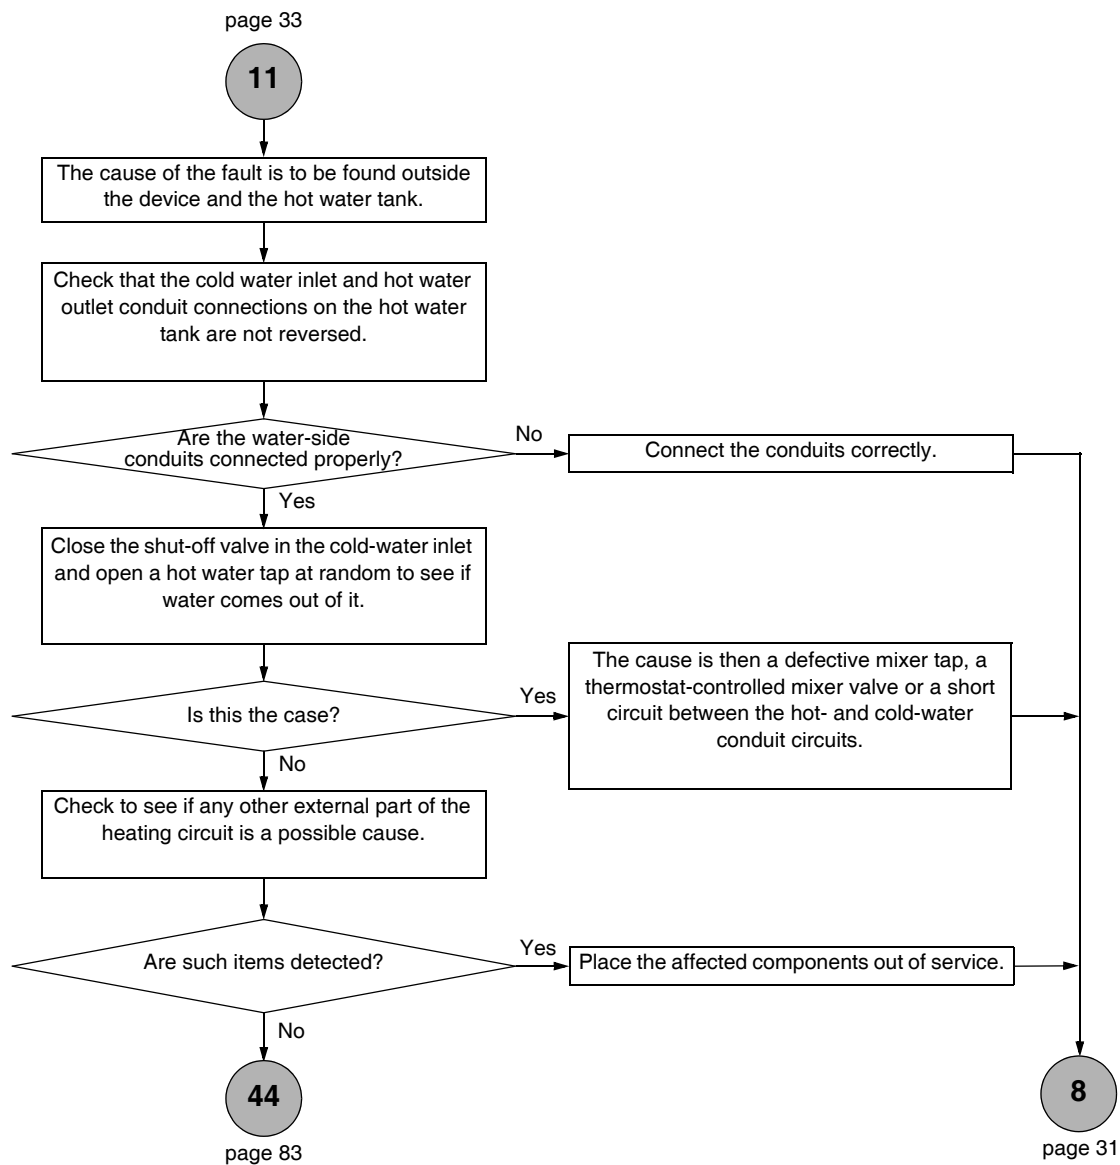 page 33
11
The cause of the fault is to be found outside
the device and the hot water tank.
Check that the cold water inlet and hot water
outlet conduit connections on the hot water
tank are not reversed.
Are the water-side
conduits connected properly?
No
Connect the conduits correctly.
Yes
Close the shut-off valve in the cold-water inlet
and open a hot water tap at random to see if
water comes out of it.
Is this the case?
Yes
The cause is then a defective mixer tap, a
thermostat-controlled mixer valve or a short
circuit between the hot- and cold-water
conduit circuits.
No
Check to see if any other external part of the
heating circuit is a possible cause.
Are such items detected?
Yes
Place the affected components out of service.
No
44
page 83
8
page 31